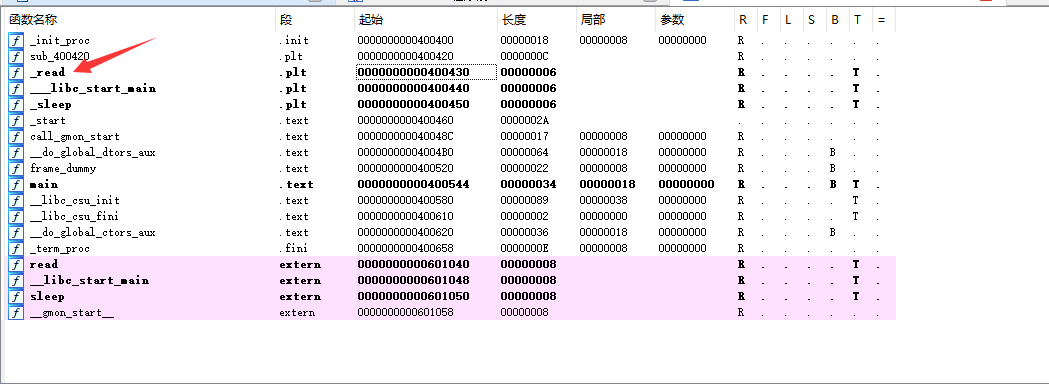 函数名称 段 起始 长度 局部 参数 R F L S B T =
f _init_proc .init 0000000000400400 00000018 00000008 00000000 R . . . . . .
f sub_400420 .plt 0000000000400420 0000000C R . . . . . .
f _read .plt 0000000000400430 00000006 R . . . . T .
f ___libc_start_main .plt 0000000000400440 00000006 R . . . . T .
f _sleep .plt 0000000000400450 00000006 R . . . . T .
f _start .text 0000000000400460 0000002A . . . . . . .
f call_gmon_start .text 000000000040048C 00000017 00000008 00000000 R . . . . . .
f __do_global_dtors_aux .text 00000000004004B0 00000064 00000018 00000000 R . . . B . .
f frame_dummy .text 0000000000400520 00000022 00000008 00000000 R . . . B . .
f main .text 0000000000400544 00000034 00000018 00000000 R . . . B T .
f __libc_csu_init .text 0000000000400580 00000089 00000038 00000000 R . . . . T .
f __libc_csu_fini .text 0000000000400610 00000002 00000000 00000000 R . . . . T .
f __do_global_ctors_aux .text 0000000000400620 00000036 00000018 00000000 R . . . B . .
f _term_proc .fini 0000000000400658 0000000E 00000008 00000000 R . . . . . .
f read extern 0000000000601040 00000008 R . . . . T .
f __libc_start_main extern 0000000000601048 00000008 R . . . . T .
f sleep extern 0000000000601050 00000008 R . . . . T .
f __gmon_start__ extern 0000000000601058 00000008 R . . . . . .